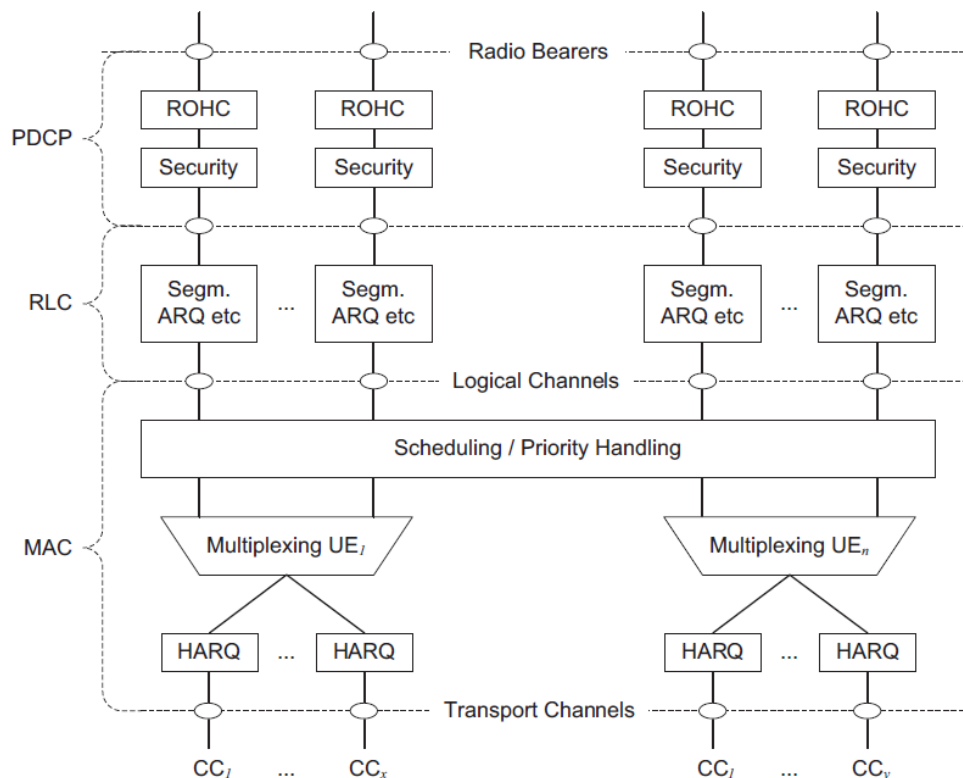 Radio Bearers
ROHC ROHC ROHC ROHC
PDCP
Security Security Security Security
RLC
Segm. ... Segm. Segm. ... Segm.
ARQ etc ARQ etc ARQ etc ARQ etc
Logical Channels
Scheduling / Priority Handling
MAC
Multiplexing UE1 Multiplexing UEn
HARQ ... HARQ HARQ ... HARQ
Transport Channels
CC1 ... CCx CC1 ... CCy